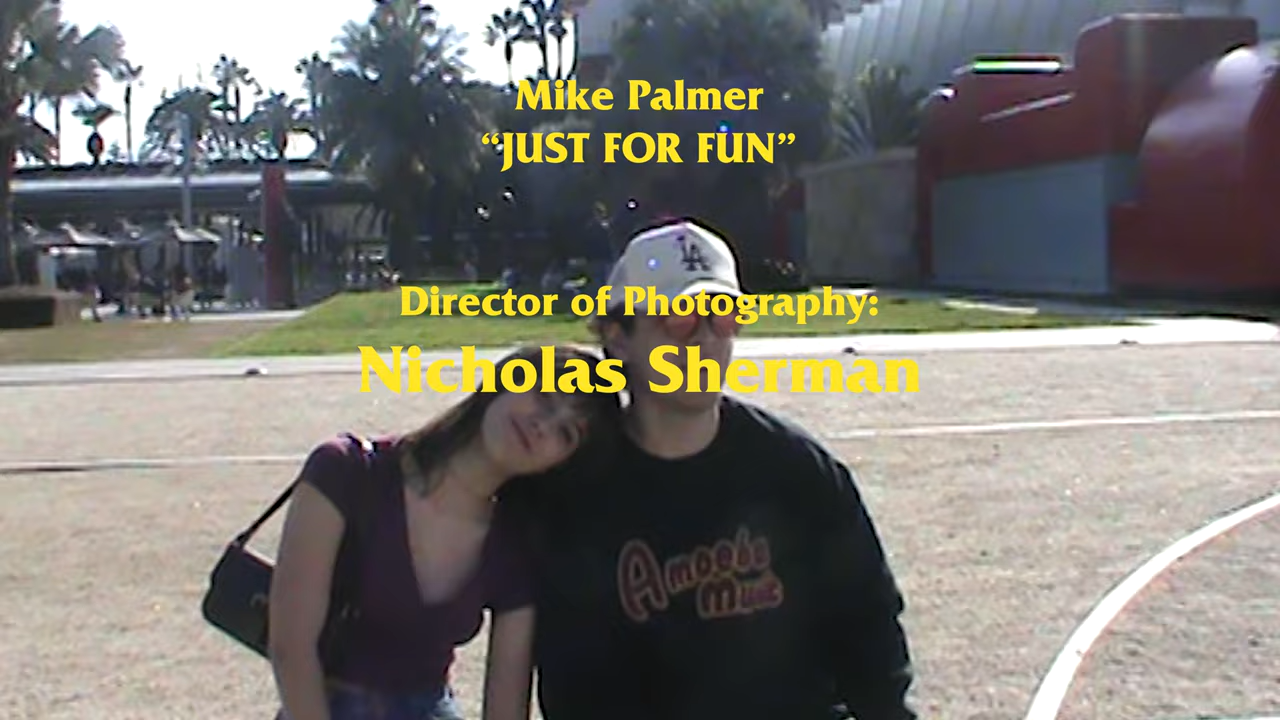 Mike Palmer
“JUST FOR FUN”
LA
Director of Photography:
Nicholas Sherman
Amoeba
Music